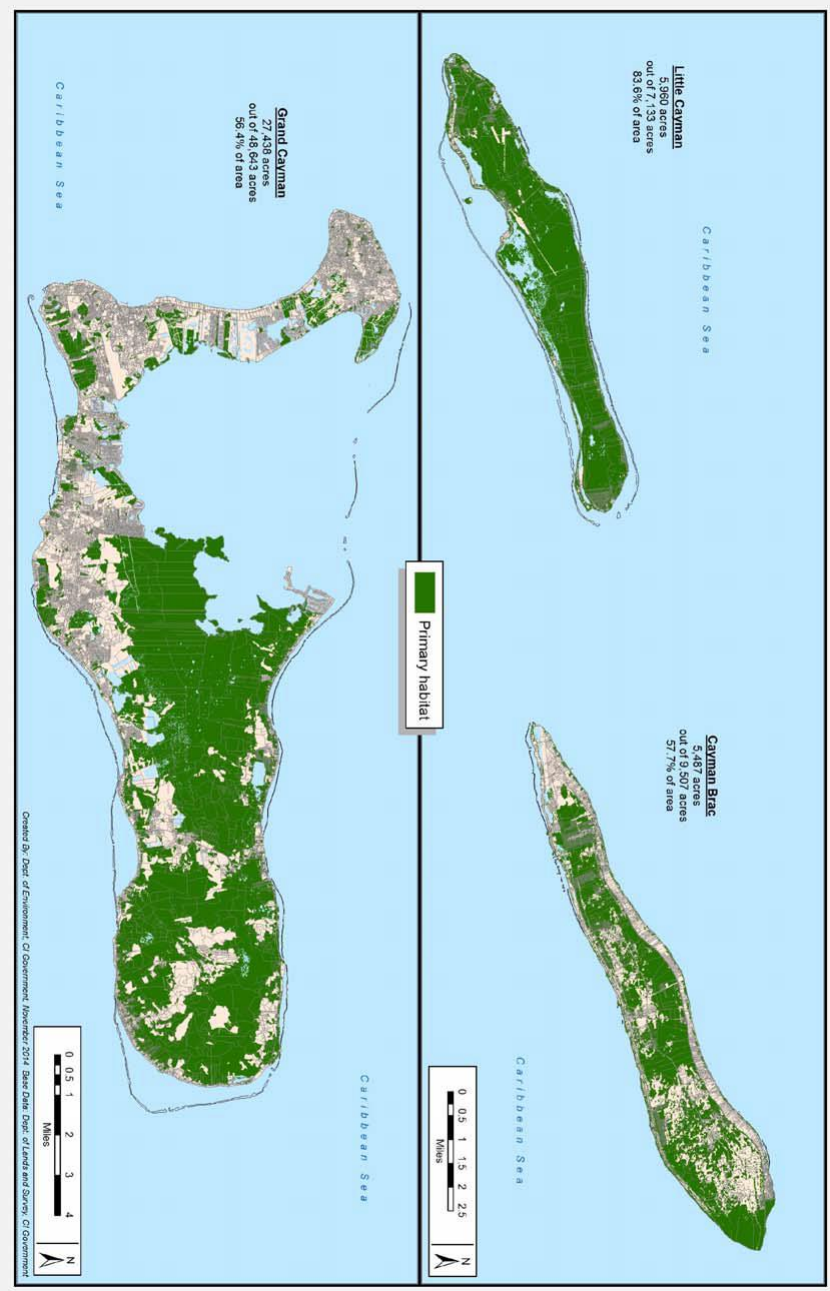 Little Cayman
5,960 acres
out of 7,133 acres
83.6% of area
Caribbean Sea
Cayman Brac
5,487 acres
out of 9,507 acres
57.7% of area
Caribbean Sea
0 0.5 1 1.5 2 2.5
Miles
N
Primary habitat
Grand Cayman
27,438 acres
out of 48,643 acres
56.4% of area
Caribbean Sea
Caribbean Sea
0 0.5 1 2 3 4
Miles
N
Created By: Dept. of Environment, CI Government, November 2014. Base Data: Dept. of Lands and Survey, CI Government